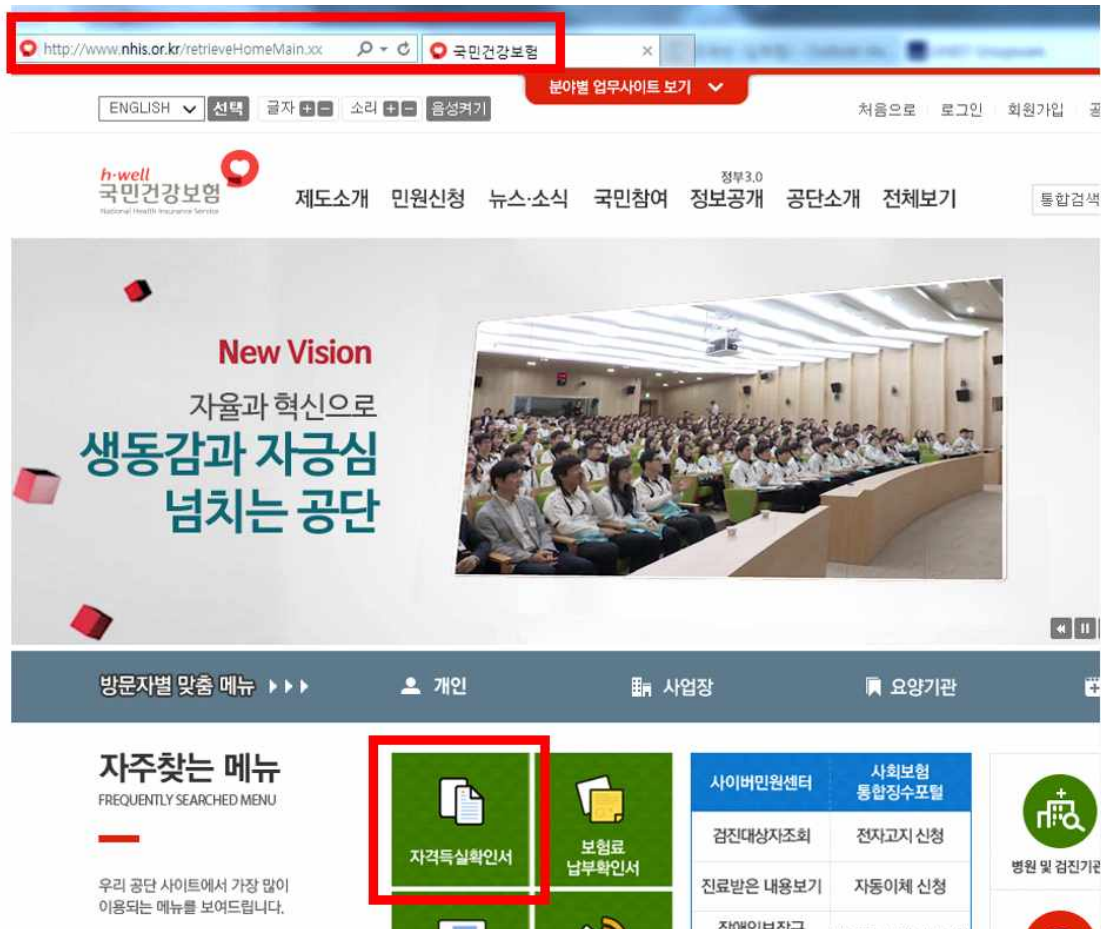 http://www.nhis.or.kr/retrieveHomeMain.xx
국민건강보험
분야별 업무사이트 보기
ENGLISH 선택 글자 소리 음성켜기
처음으로 로그인 회원가입
h·well
국민건강보험
National Health Insurance Service
제도소개 민원신청 뉴스·소식 국민참여 정부3.0 정보공개 공단소개 전체보기
통합검색
New Vision
자율과 혁신으로
생동감과 자긍심
넘치는 공단
방문자별 맞춤 메뉴 개인 사업장 요양기관
자주찾는 메뉴
FREQUENTLY SEARCHED MENU
우리 공단 사이트에서 가장 많이
이용되는 메뉴를 보여드립니다.
자격득실확인서
보험료
납부확인서
사이버민원센터
사회보험
통합징수포털
검진대상자조회 전자고지 신청
진료받은 내용보기 자동이체 신청
병원 및 검진기관